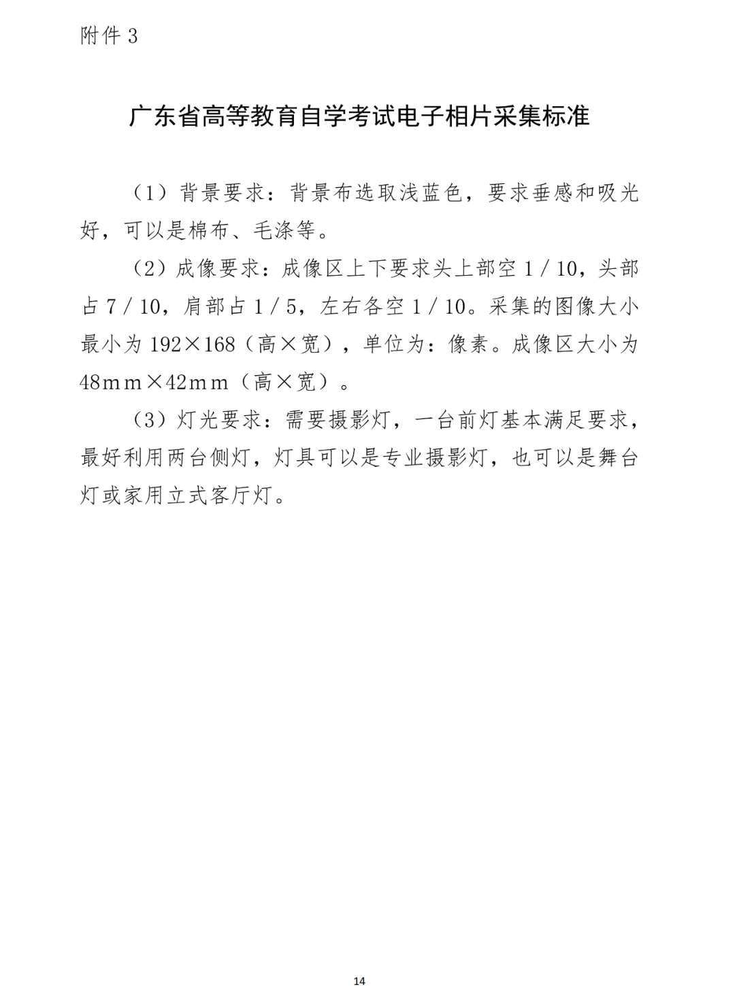 附件 3
广东省高等教育自学考试电子相片采集标准
（1）背景要求：背景布选取浅蓝色，要求垂感和吸光
好，可以是棉布、毛涤等。
（2）成像要求：成像区上下要求头上部空 1／10，头部
占 7／10，肩部占 1／5，左右各空 1／10。采集的图像大小
最小为 192×168（高×宽），单位为：像素。成像区大小为
48ｍｍ×42ｍｍ（高×宽）。
（3）灯光要求：需要摄影灯，一台前灯基本满足要求，
最好利用两台侧灯，灯具可以是专业摄影灯，也可以是舞台
灯或家用立式客厅灯。
14